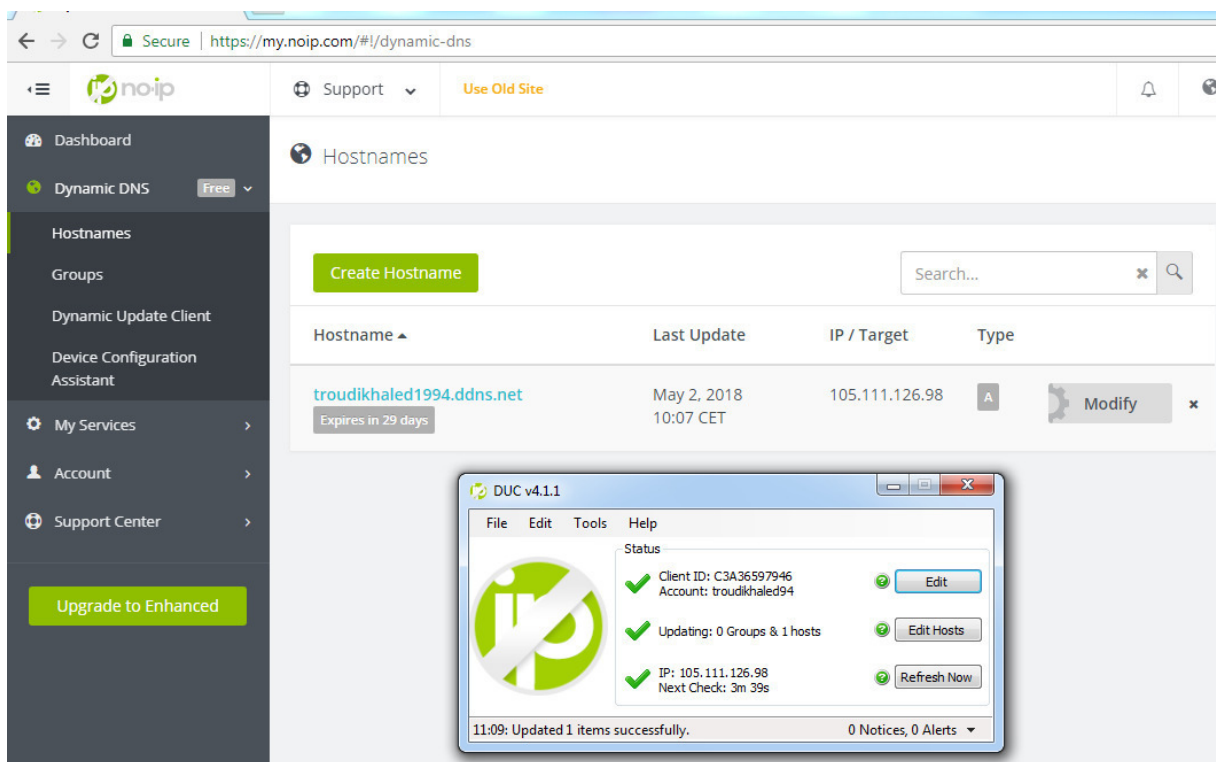 Secure | https://my.noip.com/#!/dynamic-dns
no-ip
Support
Use Old Site
Dashboard
Dynamic DNS Free
Hostnames
Groups
Dynamic Update Client
Device Configuration
Assistant
My Services
Account
Support Center
Upgrade to Enhanced
Hostnames
Create Hostname
Search...
Hostname Last Update IP / Target Type
troudikhaled1994.ddns.net May 2, 2018 105.111.126.98 A Modify
Expires in 29 days 10:07 CET
DUC v4.1.1
File Edit Tools Help
Status
Client ID: C3A36597946 Edit
Account: troudikhaled94
Updating: 0 Groups & 1 hosts Edit Hosts
IP: 105.111.126.98 Refresh Now
Next Check: 3m 39s
11:09: Updated 1 items successfully. 0 Notices, 0 Alerts
ip